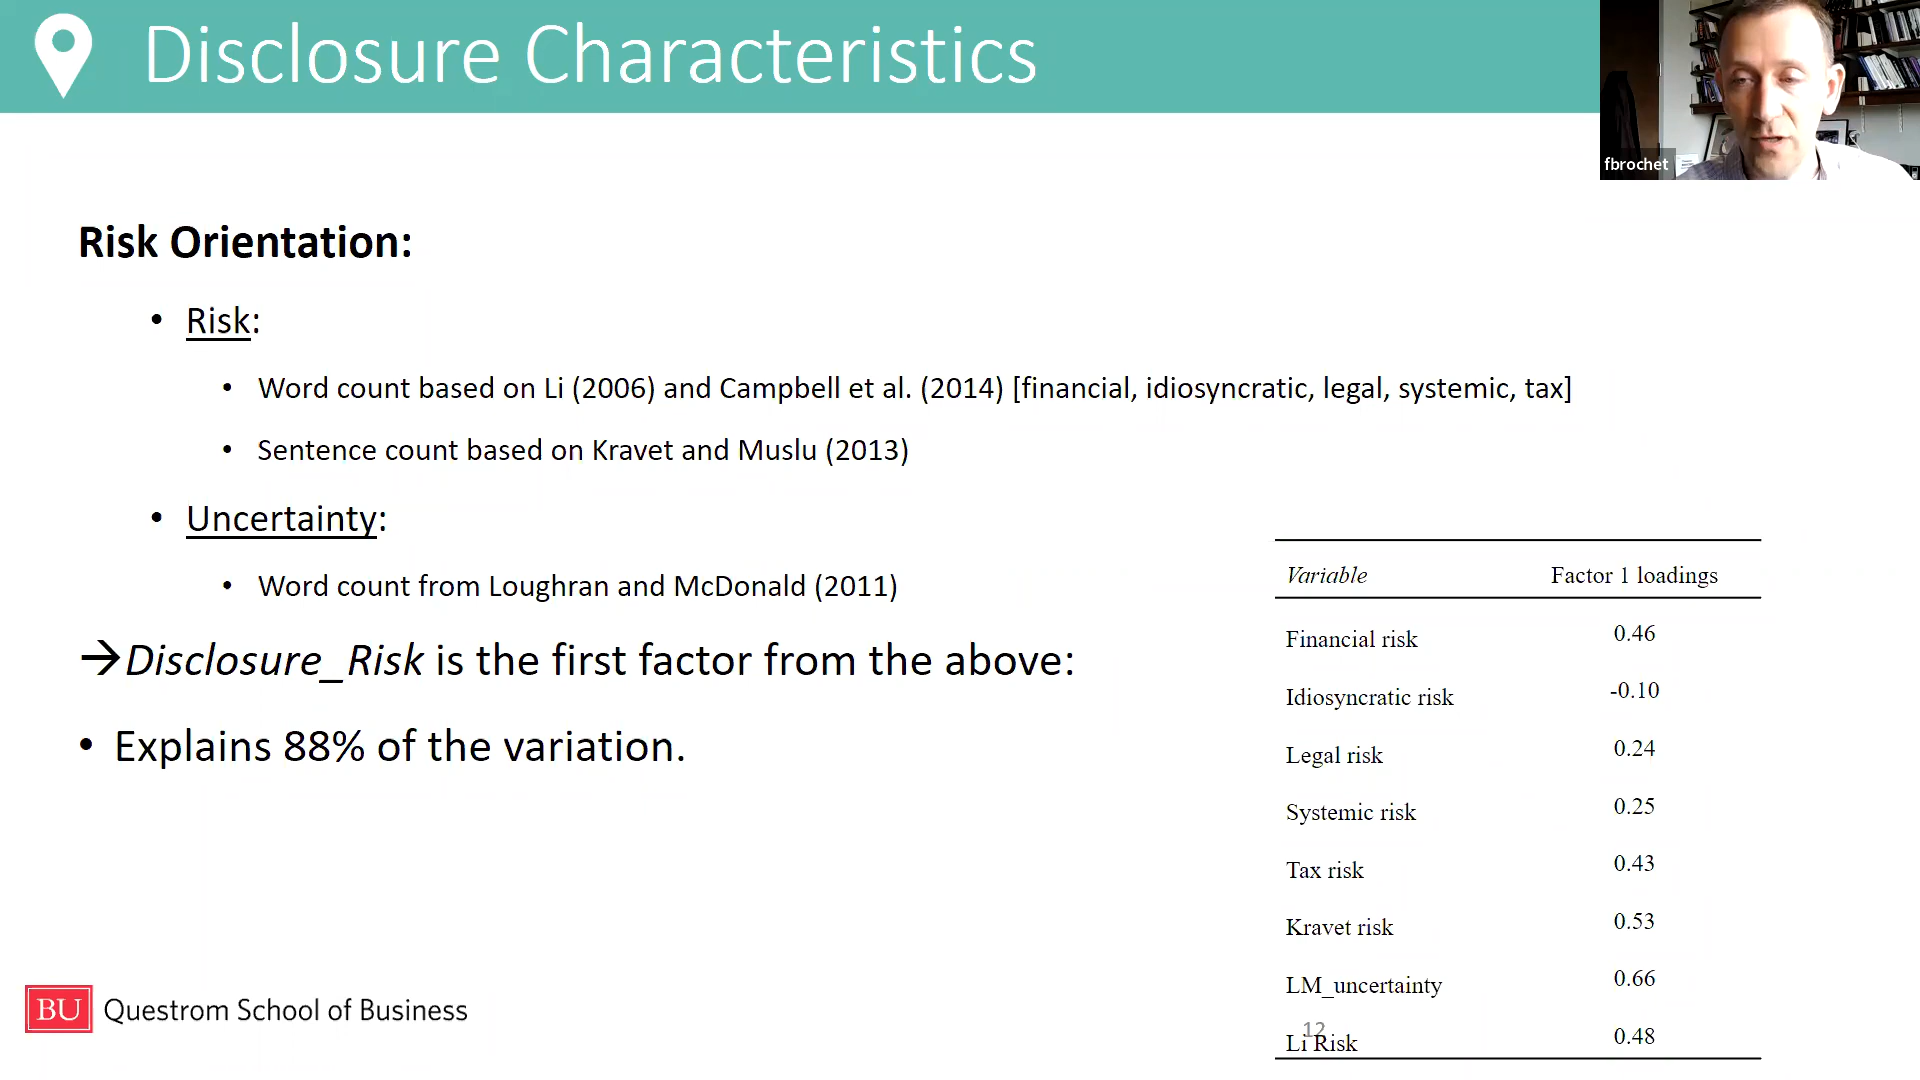 Disclosure Characteristics
fbrochet
Risk Orientation:
• Risk:
• Word count based on Li (2006) and Campbell et al. (2014) [financial, idiosyncratic, legal, systemic, tax]
• Sentence count based on Kravet and Muslu (2013)
• Uncertainty:
• Word count from Loughran and McDonald (2011)
→Disclosure_Risk is the first factor from the above:
• Explains 88% of the variation.
Variable Factor 1 loadings
Financial risk 0.46
Idiosyncratic risk -0.10
Legal risk 0.24
Systemic risk 0.25
Tax risk 0.43
Kravet risk 0.53
LM_uncertainty 0.66
Li Risk 0.48
12
BU Questrom School of Business